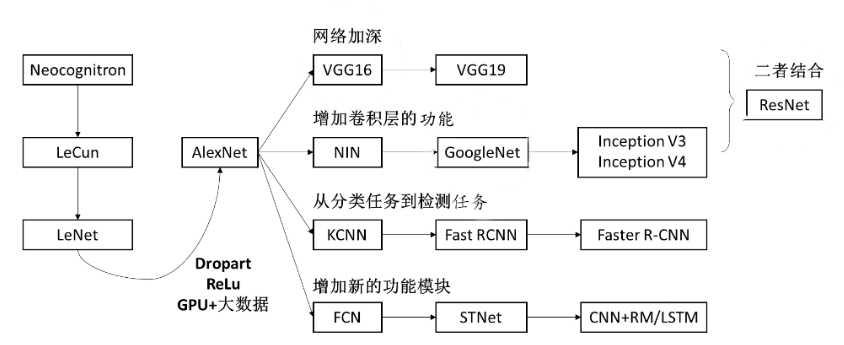 网络加深
Neocognitron
VGG16
VGG19
二者结合
ResNet
增加卷积层的功能
LeCun
AlexNet
NIN
GoogleNet
Inception V3
Inception V4
从分类任务到检测任务
LeNet
KCNN
Fast RCNN
Faster R-CNN
Dropart
ReLu
GPU+大数据
增加新的功能模块
FCN
STNet
CNN+RM/LSTM